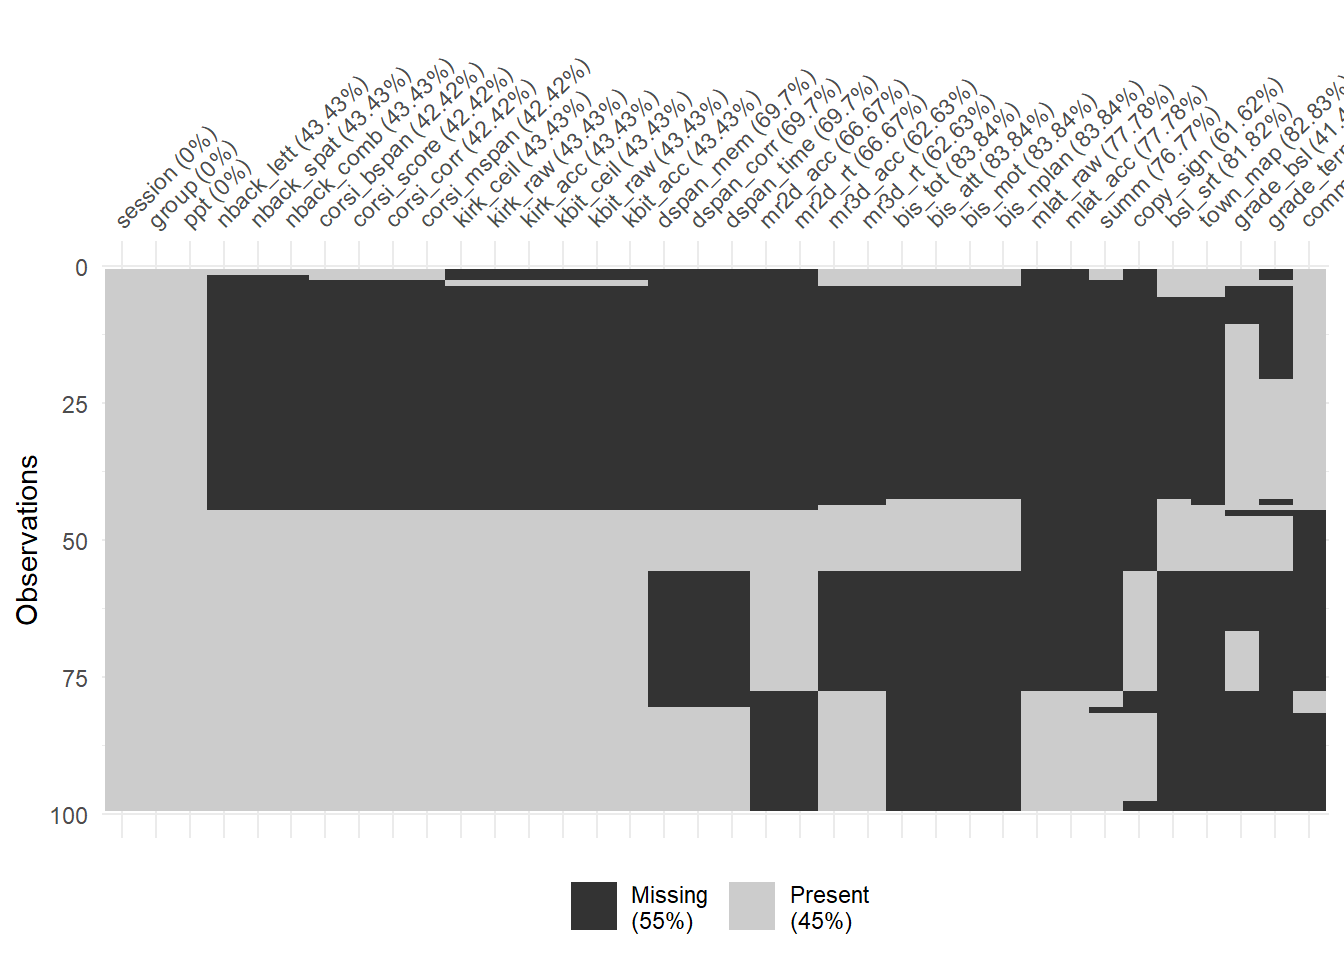 session (0%)
group (0%)
ppt (0%)
nback_lett (43.43%)
nback_spat (43.43%)
nback_comb (43.43%)
corsi_bspan (42.42%)
corsi_score (42.42%)
corsi_corr (42.42%)
corsi_mspan (42.42%)
kirk_ceil (43.43%)
kirk_raw (43.43%)
kirk_acc (43.43%)
kbit_ceil (43.43%)
kbit_raw (43.43%)
kbit_acc (43.43%)
dspan_mem (69.7%)
dspan_corr (69.7%)
dspan_time (69.7%)
mr2d_acc (66.67%)
mr2d_rt (66.67%)
mr3d_acc (62.63%)
mr3d_rt (62.63%)
bis_tot (83.84%)
bis_att (83.84%)
bis_mot (83.84%)
bis_nplan (83.84%)
mlat_raw (77.78%)
mlat_acc (77.78%)
summ (76.77%)
copy_sign (61.62%)
bsl_srt (81.82%)
town_map (82.83%
grade_bsl (41.4
grade_ter
com
0
25
50
75
100
Observations
Missing
(55%)
Present
(45%)